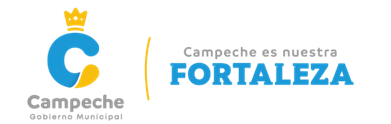 Campeche
Gobierno Municipal
Campeche es nuestra
FORTALEZA